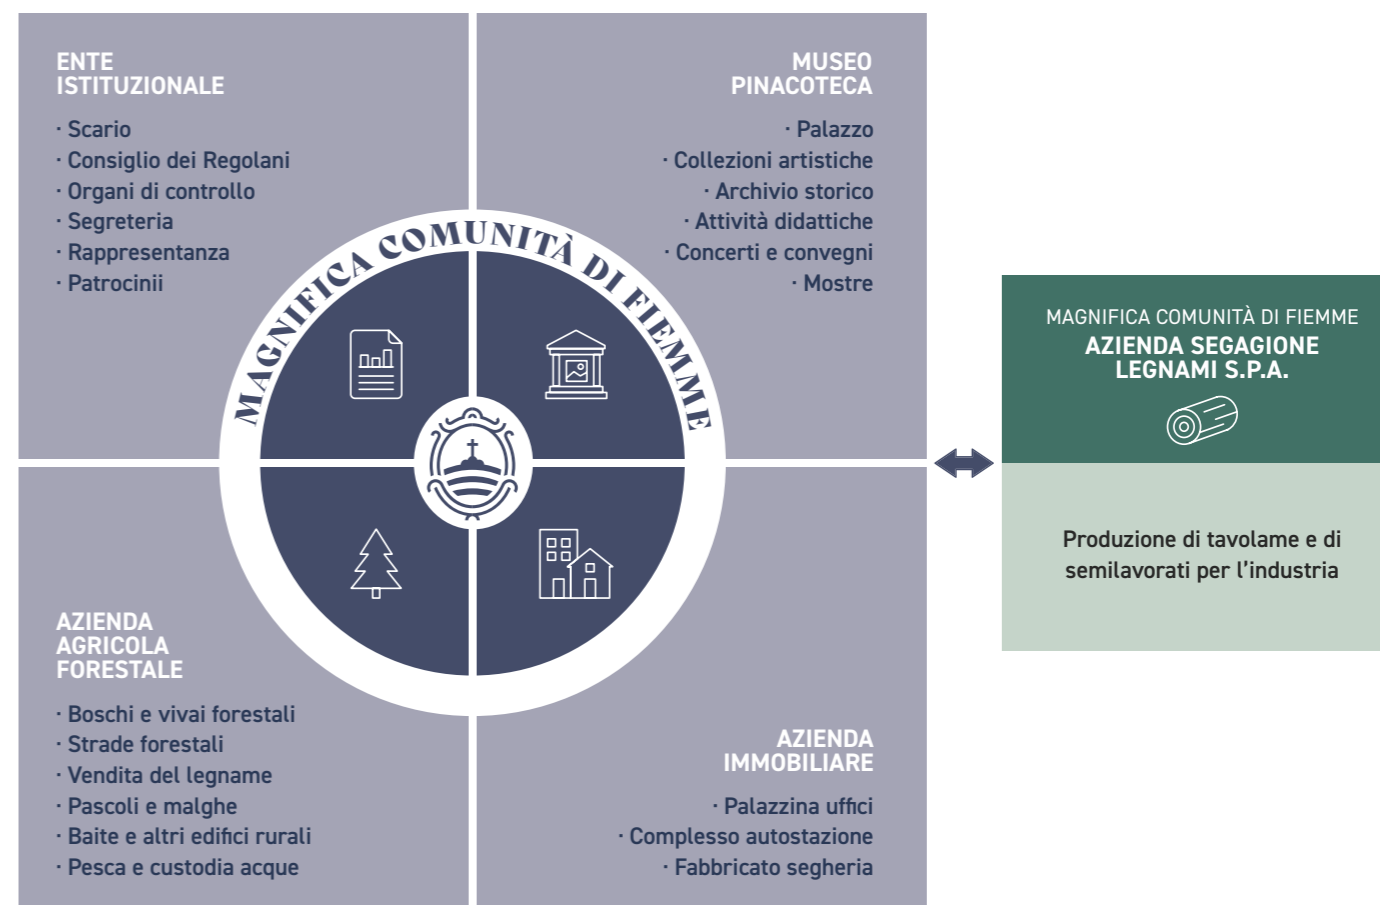 ENTE
ISTITUZIONALE
· Scario
· Consiglio dei Regolani
· Organi di controllo
· Segreteria
· Rappresentanza
· Patrocinii
MUSEO
PINACOTECA
· Palazzo
· Collezioni artistiche
· Archivio storico
· Attività didattiche
· Concerti e convegni
· Mostre
MAGNIFICA COMUNITÀ DI FIEMME
AZIENDA
AGRICOLA
FORESTALE
· Boschi e vivai forestali
· Strade forestali
· Vendita del legname
· Pascoli e malghe
· Baite e altri edifici rurali
· Pesca e custodia acque
AZIENDA
IMMOBILIARE
· Palazzina uffici
· Complesso autostazione
· Fabbricato segheria
MAGNIFICA COMUNITÀ DI FIEMME
AZIENDA SEGAGIONE
LEGNAMI S.P.A.
Produzione di tavolame e di
semilavorati per l'industria